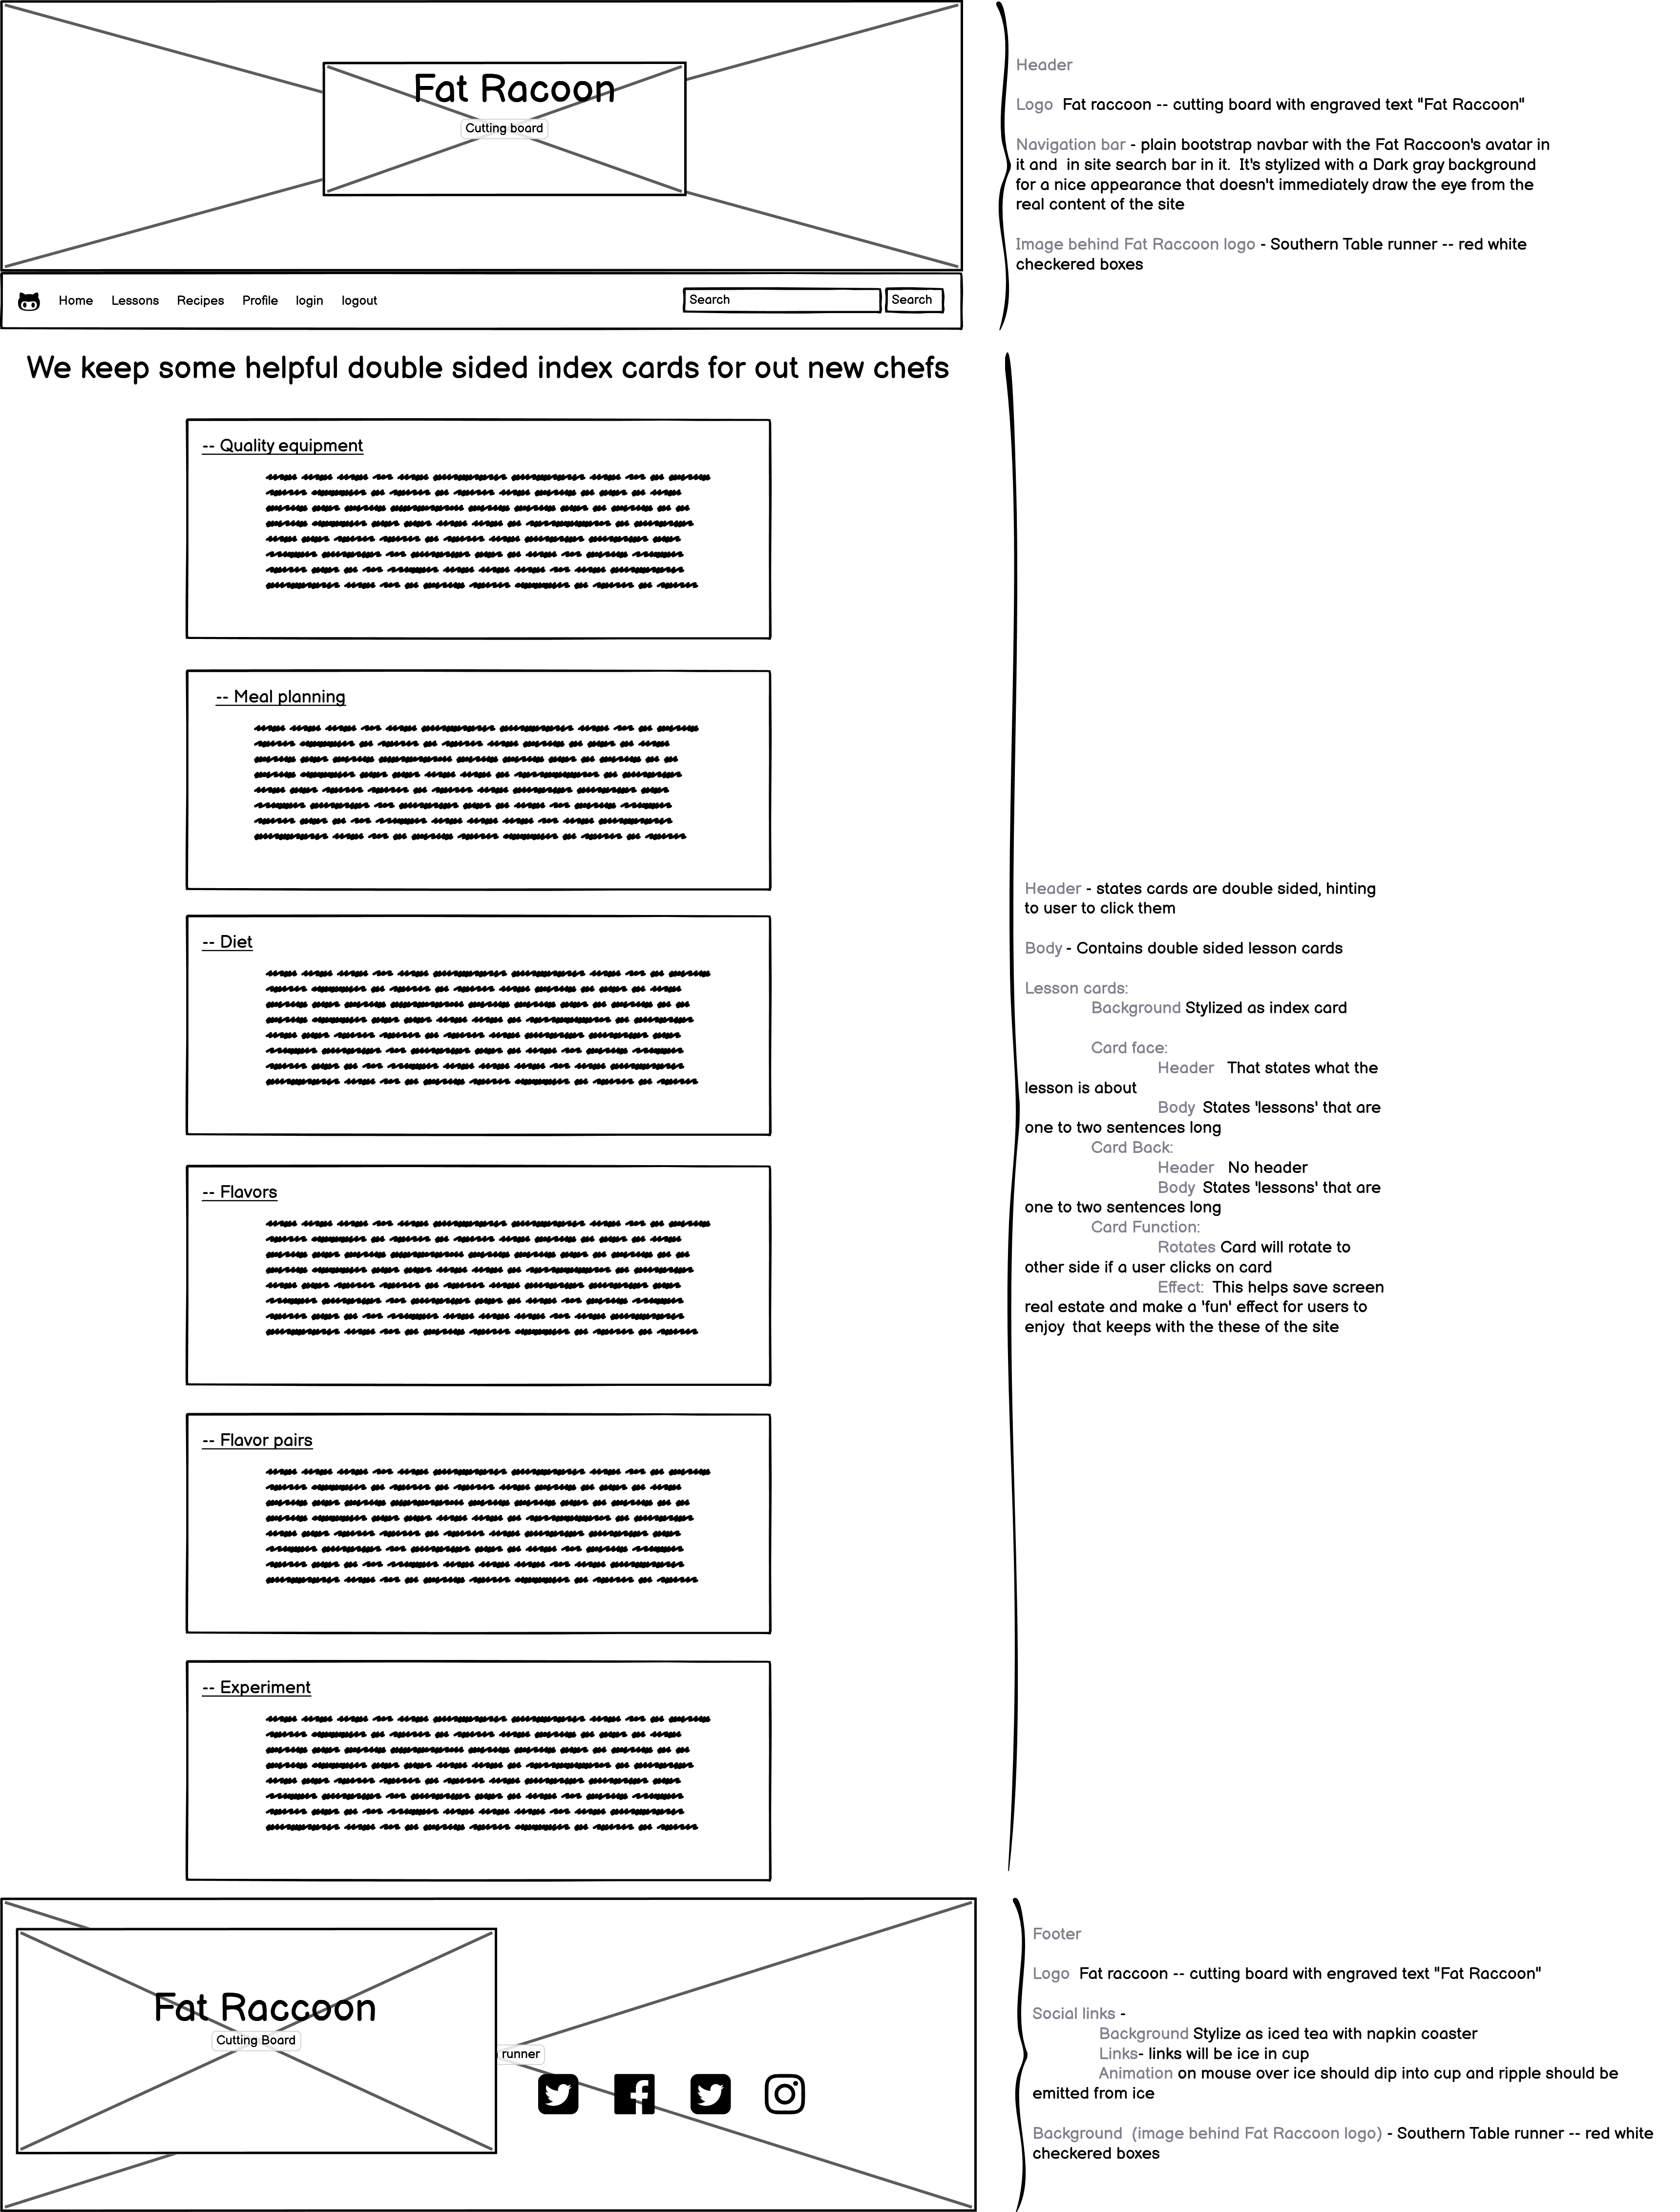 Fat Racoon
Cutting board
Header
Logo  Fat raccoon -- cutting board with engraved text "Fat Raccoon"
Navigation bar - plain bootstrap navbar with the Fat Raccoon's avatar in
it and  in site search bar in it.  It's stylized with a Dark gray background
for a nice appearance that doesn't immediately draw the eye from the
real content of the site
Image behind Fat Raccoon logo - Southern Table runner -- red white
checkered boxes
Home Lessons Recipes Profile login logout Search Search
We keep some helpful double sided index cards for out new chefs
-- Quality equipment
-- Meal planning
-- Diet
-- Flavors
-- Flavor pairs
-- Experiment
Header - states cards are double sided, hinting
to user to click them
Body - Contains double sided lesson cards
Lesson cards:
Background Stylized as index card
Card face:
Header   That states what the
lesson is about
Body  States 'lessons' that are
one to two sentences long
Card Back:
Header   No header
Body  States 'lessons' that are
one to two sentences long
Card Function:
Rotates Card will rotate to
other side if a user clicks on card
Effect:  This helps save screen
real estate and make a 'fun' effect for users to
enjoy  that keeps with the these of the site
Fat Raccoon
Cutting Board
runner
Footer
Logo  Fat raccoon -- cutting board with engraved text "Fat Raccoon"
Social links -
Background Stylize as iced tea with napkin coaster
Links- links will be ice in cup
Animation on mouse over ice should dip into cup and ripple should be
emitted from ice
Background  (image behind Fat Raccoon logo) - Southern Table runner -- red white
checkered boxes